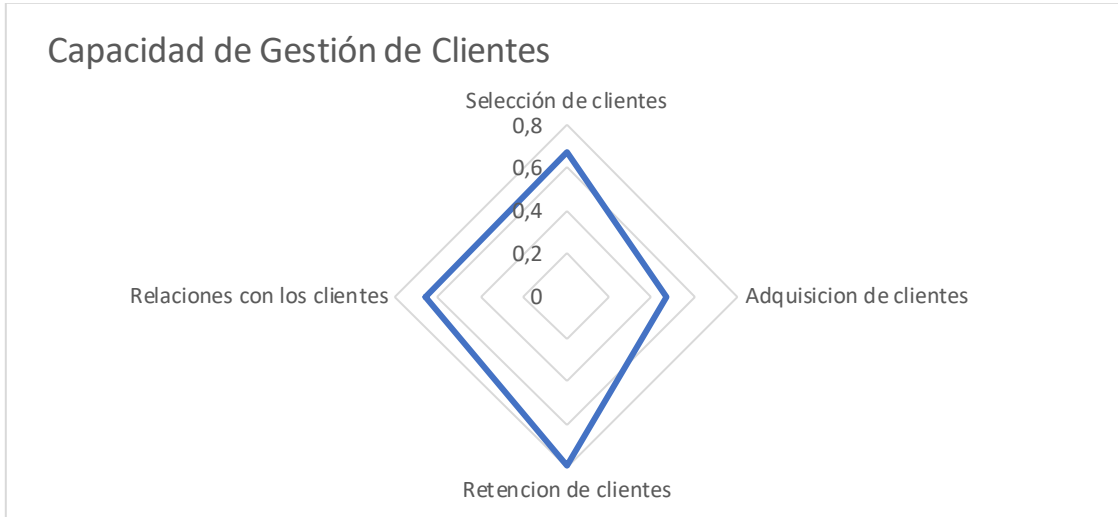 Capacidad de Gestión de Clientes
Selección de clientes
0,8
0,6
0,4
0,2
0
Relaciones con los clientes
Adquisicion de clientes
Retencion de clientes